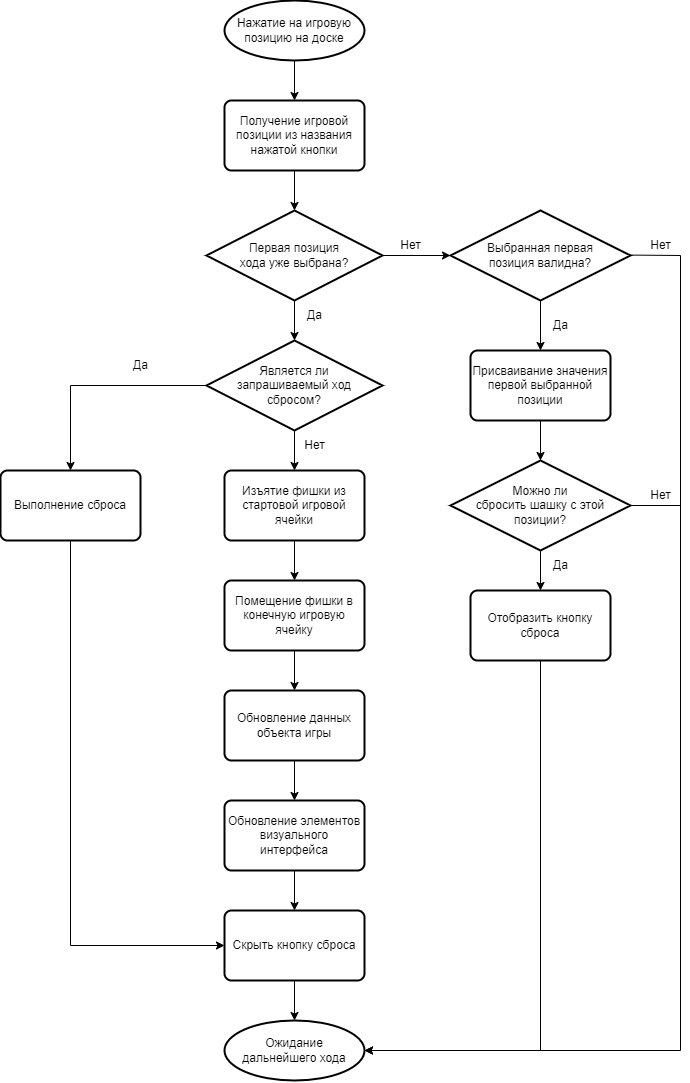 Нажатие на игровую
позицию на доске
Получение игровой
позиции из названия
нажатой кнопки
Первая позиция
хода уже выбрана?
Нет
Выбранная первая
позиция валидна?
Нет
Да
Да
Является ли
запрашиваемый ход
сбросом?
Да
Нет
Присваивание значения
первой выбранной
позиции
Можно ли
сбросить шашку с этой
позиции?
Нет
Да
Выполнение сброса
Изъятие фишки из
стартовой игровой
ячейки
Помещение фишки в
конечную игровую
ячейку
Отобразить кнопку
сброса
Обновление данных
объекта игры
Обновление элементов
визуального
интерфейса
Скрыть кнопку сброса
Ожидание
дальнейшего хода